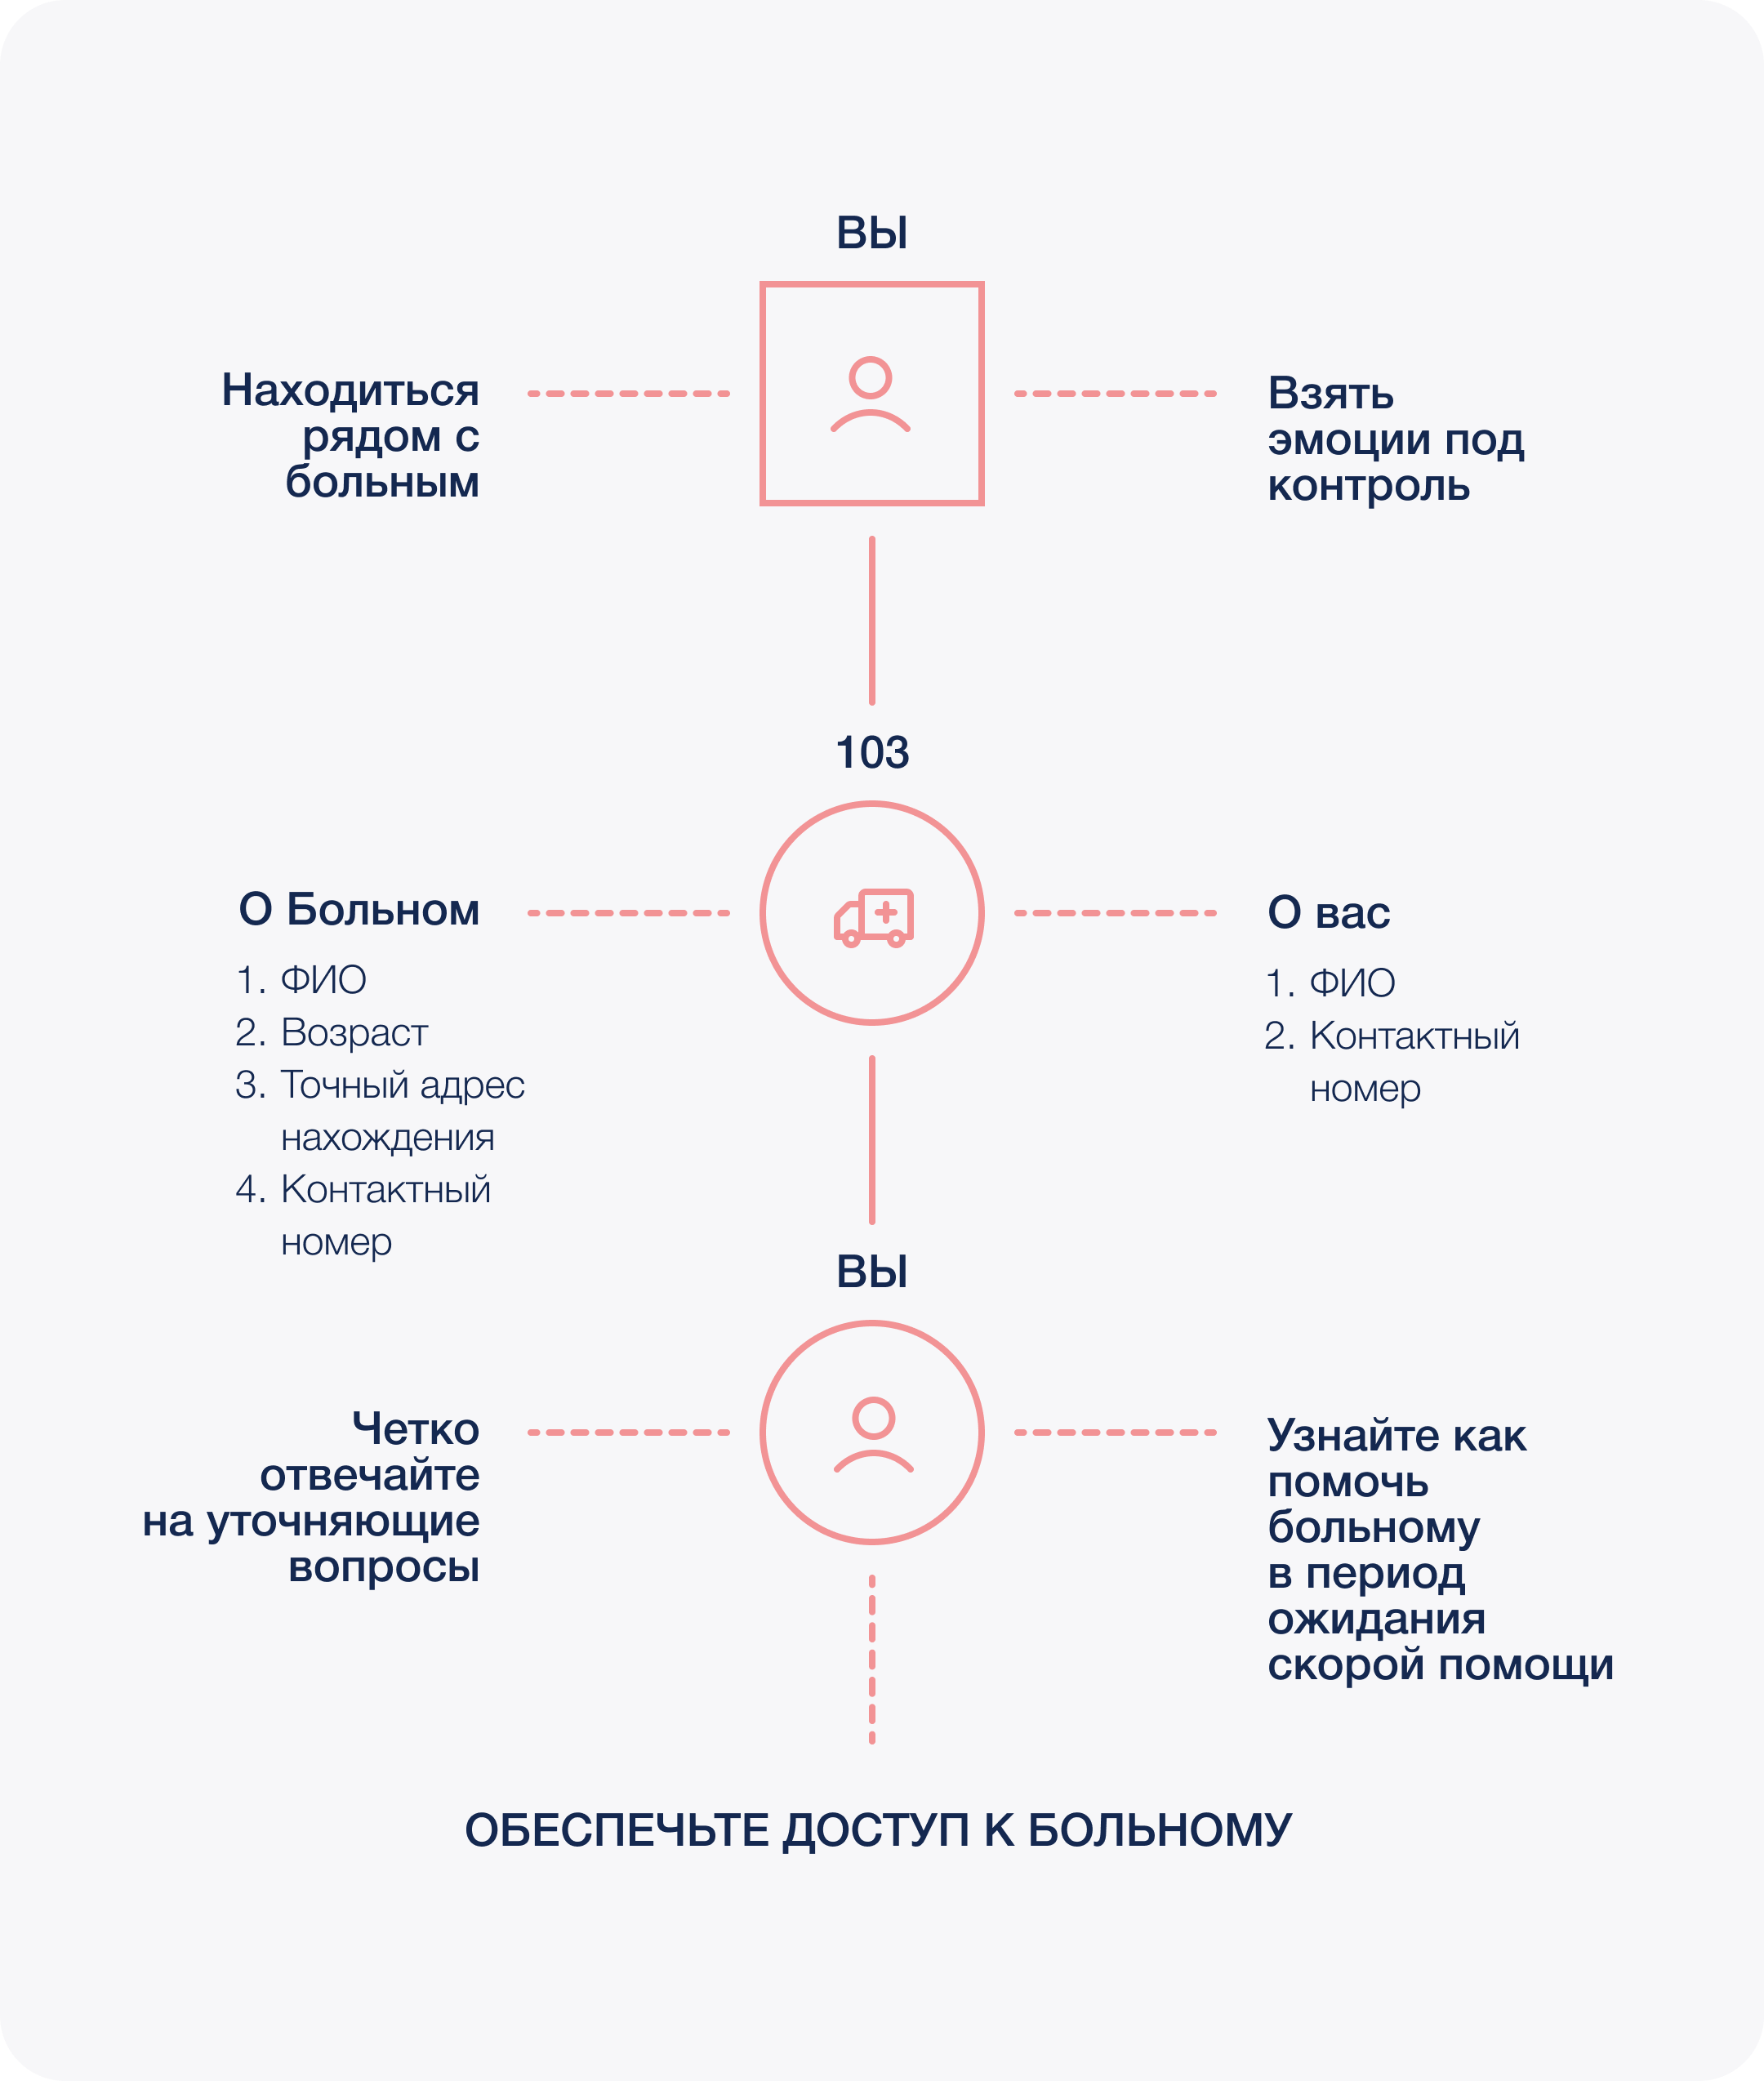 ВЫ
Находиться
рядом с
больным
Взять
эмоции под
контроль
103
О Больном
1. ФИО
2. Возраст
3. Точный адрес
нахождения
4. Контактный
номер
О вас
1. ФИО
2. Контактный
номер
ВЫ
Четко
отвечайте
на уточняющие
вопросы
Узнайте как
помочь
больному
в период
ожидания
скорой помощи
ОБЕСПЕЧЬТЕ ДОСТУП К БОЛЬНОМУ